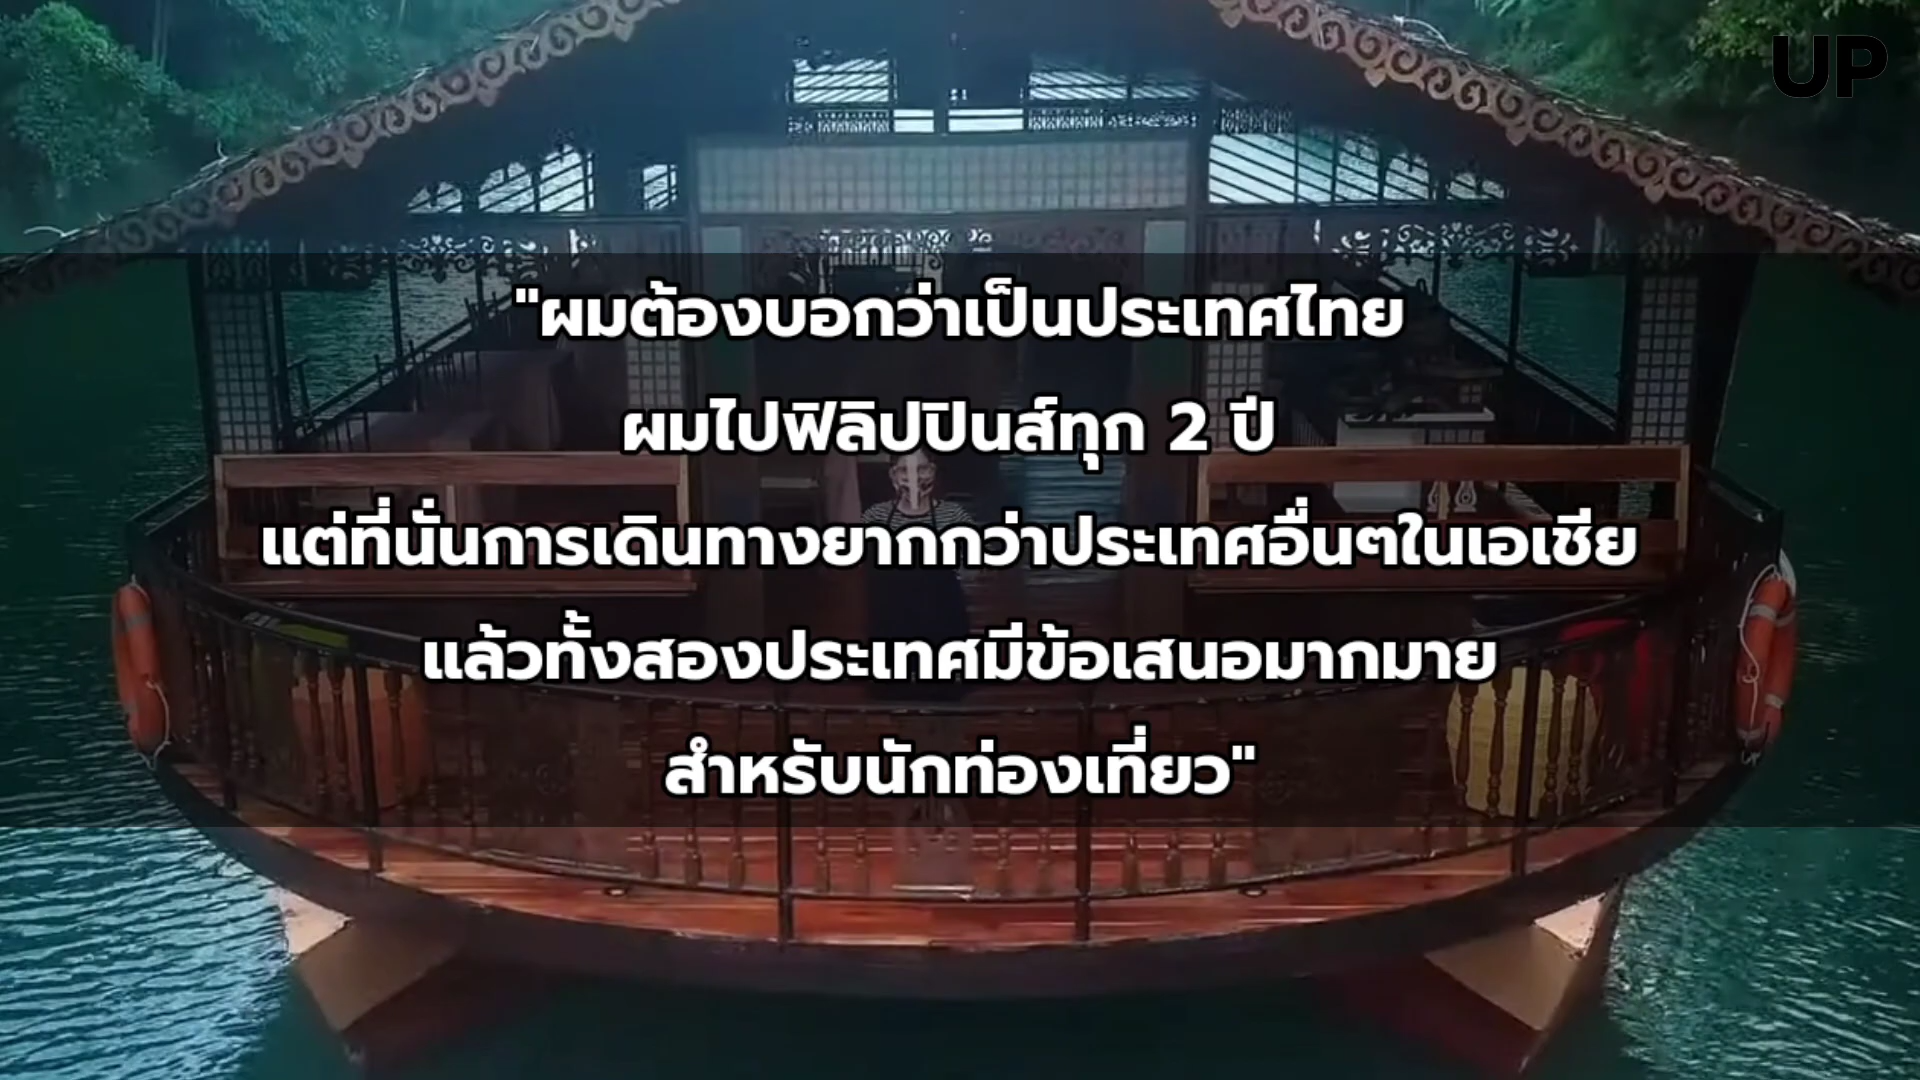 UP
"ผมต้องบอกว่าเป็นประเทศไทย
ผมไปฟิลิปปินส์ทุก 2 ปี
แต่ที่นั่นการเดินทางยากกว่าประเทศอื่นๆในเอเชีย
แล้วทั้งสองประเทศมีข้อเสนอมากมาย
สำหรับนักท่องเที่ยว"